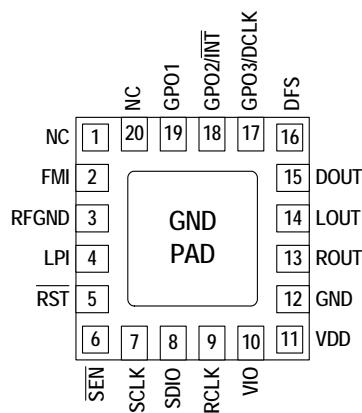 NC
GPO1
GPO2/INT
GPO3/DCLK
DFS
NC 1 20 19 18 17 16
FMI 2 15 DOUT
RFGND 3 14 LOUT
GND
PAD
LPI 4 13 ROUT
RST 5 12 GND
6 7 8 9 10 11 VDD
SEN
SCLK
SDIO
RCLK
VIO